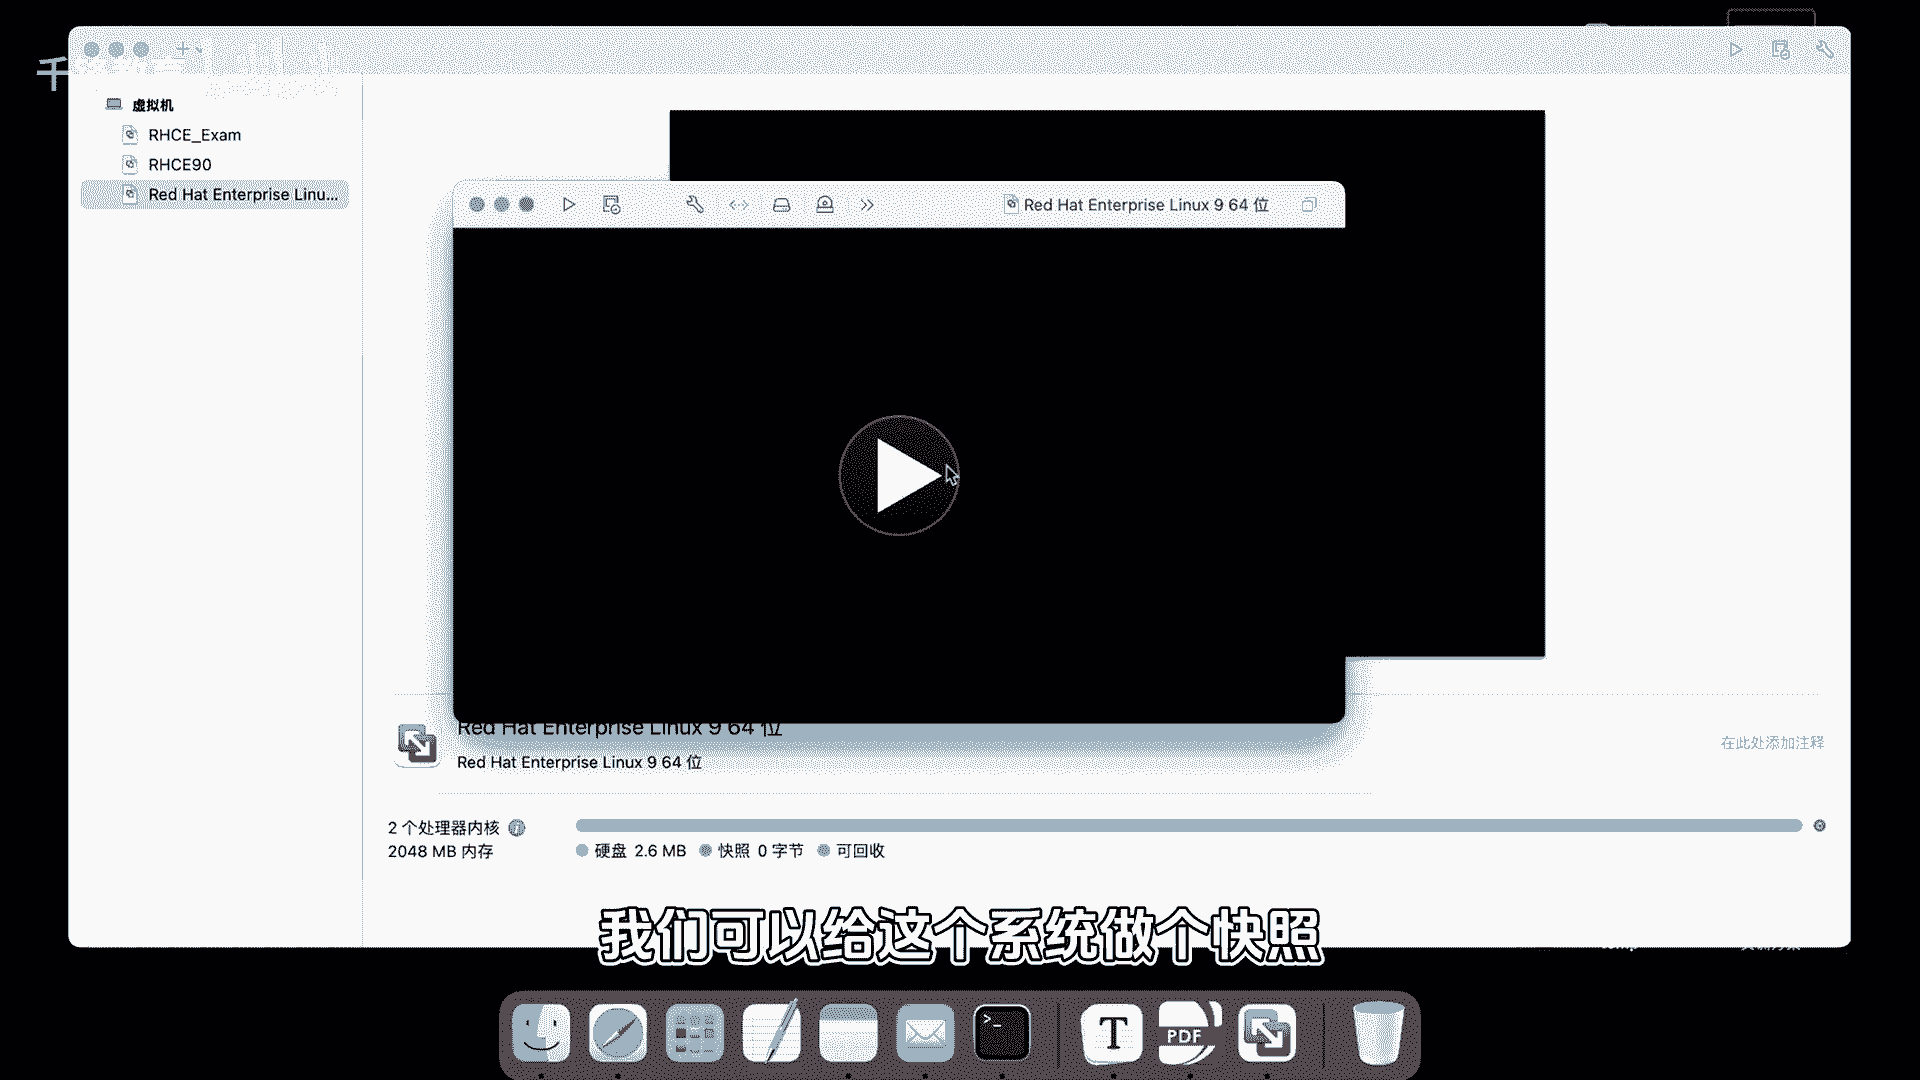 千
虚拟机
RHCE_Exam
RHCE90
Red Hat Enterprise Linu...
Red Hat Enterprise Linux 9 64 位
Red Hat Enterprise Linux 9 64 位
Red Hat Enterprise Linux 9 64 位
在此处添加注释
2 个处理器内核
2048 MB 内存
硬盘 2.6 MB 快照 0 字节 可回收
我们可以给这个系统做个快照
T
PDF